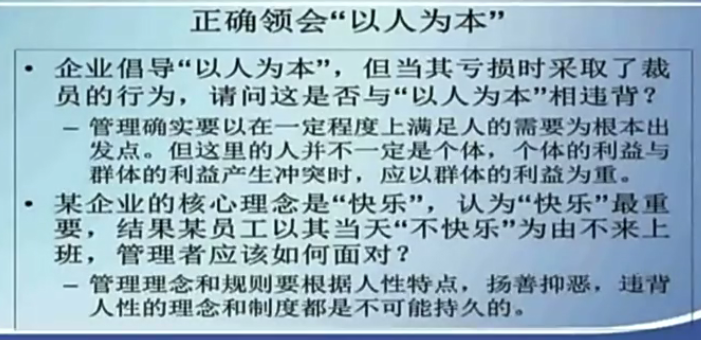 正确领会“以人为本”
• 企业倡导“以人为本”，但当其亏损时采取了裁
员的行为，请问这是否与“以人为本”相违背？
– 管理确实要以在一定程度上满足人的需要为根本出
发点。但这里的人并不一定是个体，个体的利益与
群体的利益产生冲突时，应以群体的利益为重。
• 某企业的核心理念是“快乐”，认为“快乐”最重
要，结果某员工以其当天“不快乐”为由不来上
班，管理者应该如何面对？
– 管理理念和规则要根据人性特点，扬善抑恶，违背
人性的理念和制度都是不可能持久的。